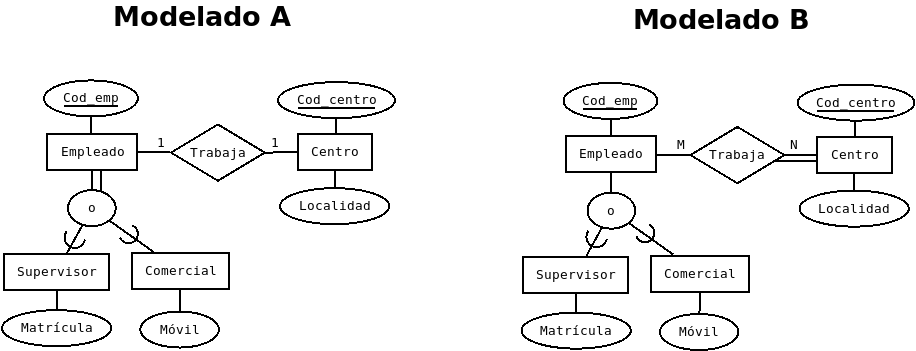 Modelado A
Cod_emp
Cod_centro
Empleado
1
Trabaja
1
Centro
o
Localidad
Supervisor
Comercial
Matrícula
Móvil
Modelado B
Cod_emp
Cod_centro
Empleado
M
Trabaja
N
Centro
o
Localidad
Supervisor
Comercial
Matrícula
Móvil